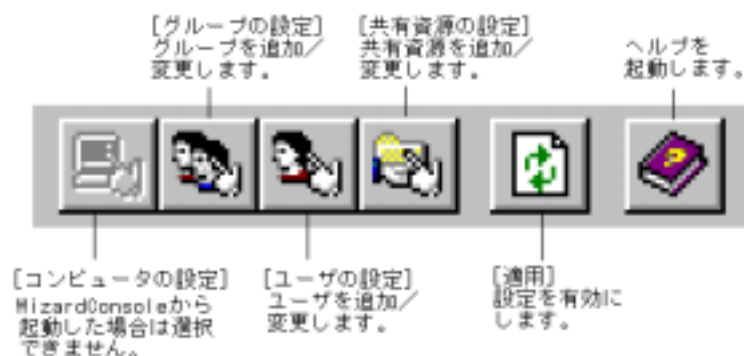 [グループの設定]
グループを追加／
変更します。
[共有資源の設定]
共有資源を追加／
変更します。
ヘルプを
起動します。
?
[コンピュータの設定]
WizardConsoleから
起動した場合は選択
できません。
[ユーザの設定]
ユーザを追加／
変更します。
[適用]
設定を有効に
します。